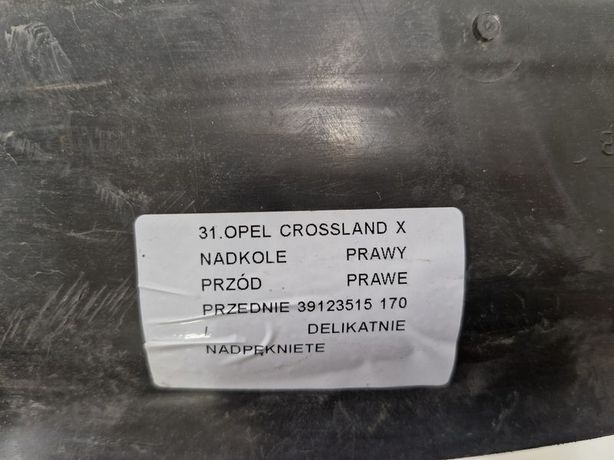 31.OPEL CROSSLAND X
NADKOLE PRAWY
PRZÓD PRAWE
PRZEDNIE 39123515 170
/ DELIKATNIE
NADPĘKNIETE